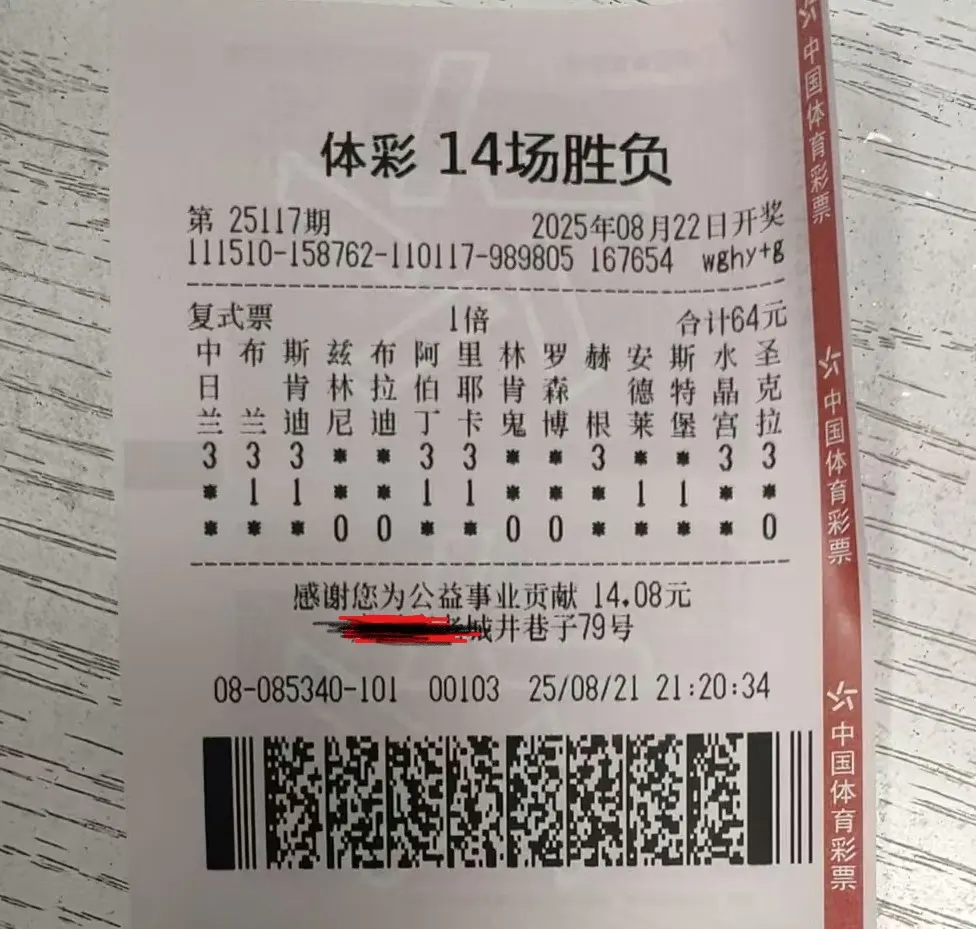 体彩 14场胜负
第 25117期 2025年08月22日开奖
111510-158762-110117-989805 167654 wghy+g
复式票 1倍 合计64元
中 布 斯 兹 布 阿 里 林 罗 赫 安 斯 水 圣
日 肯 林 拉 伯 耶 肯 森 德 特 晶 克
兰 兰 迪 尼 迪 丁 卡 鬼 博 根 莱 堡 宫 拉
3 3 3 * * 3 3 * * 3 * * 3 3
* 1 1 * * 1 1 * * * 1 1 * *
* * * 0 0 * * 0 0 * * * * 0
感谢您为公益事业贡献 14.08元
城井巷子79号
08-085340-101 00103 25/08/21 21:20:34
中国体育彩票
中国体育彩票
中国体育彩票